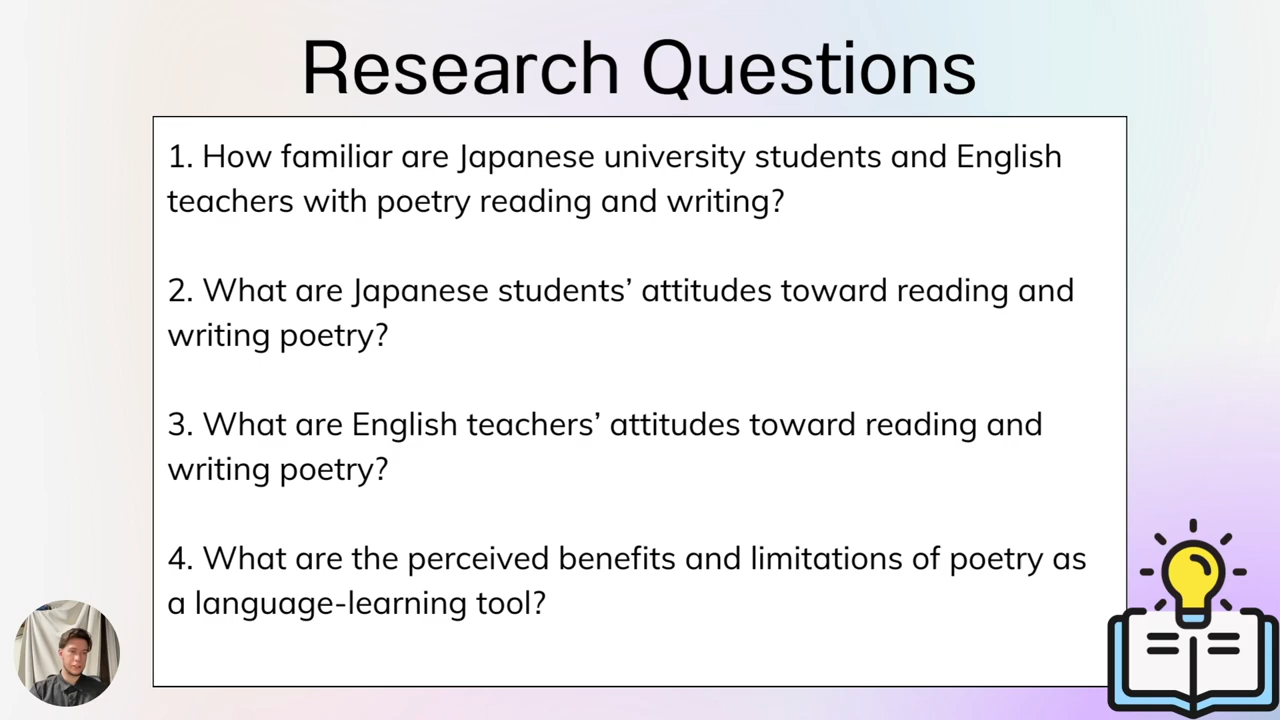 Research Questions
1. How familiar are Japanese university students and English
teachers with poetry reading and writing?
2. What are Japanese students’ attitudes toward reading and
writing poetry?
3. What are English teachers’ attitudes toward reading and
writing poetry?
4. What are the perceived benefits and limitations of poetry as
a language-learning tool?